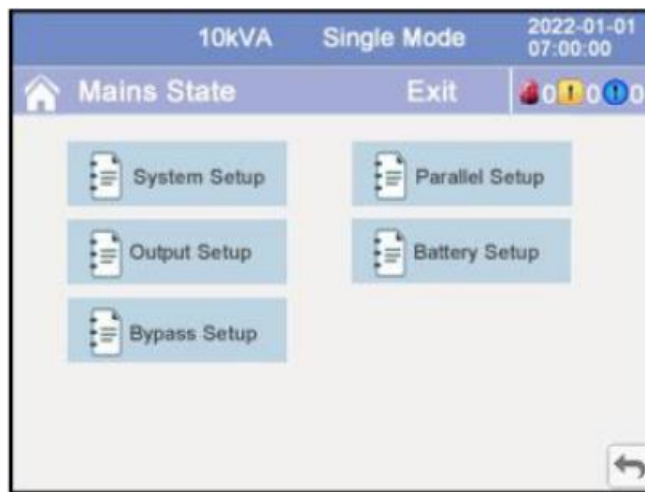 10kVA Single Mode 2022-01-01
07:00:00
Mains State Exit 0 0 0
System Setup Parallel Setup
Output Setup Battery Setup
Bypass Setup